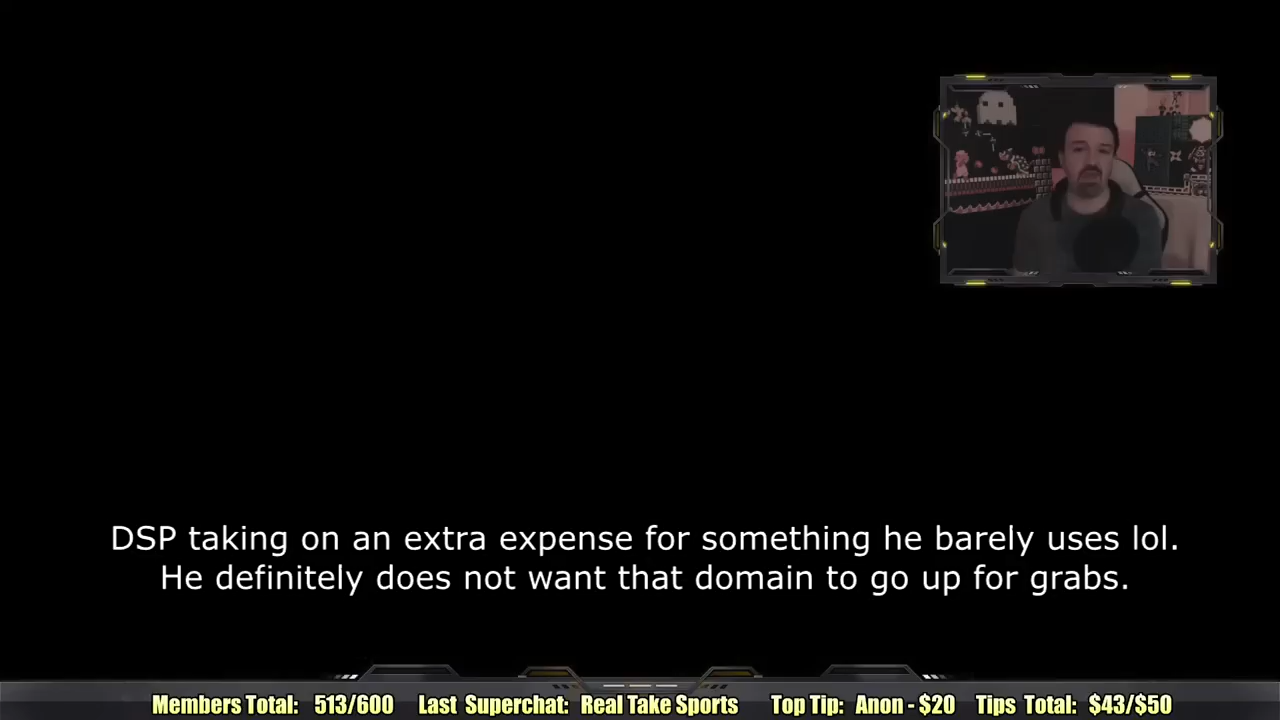 DSP taking on an extra expense for something he barely uses lol.
He definitely does not want that domain to go up for grabs.
Members Total: 513/600 Last Superchat: Real Take Sports Top Tip: Anon - $20 Tips Total: $43/$50